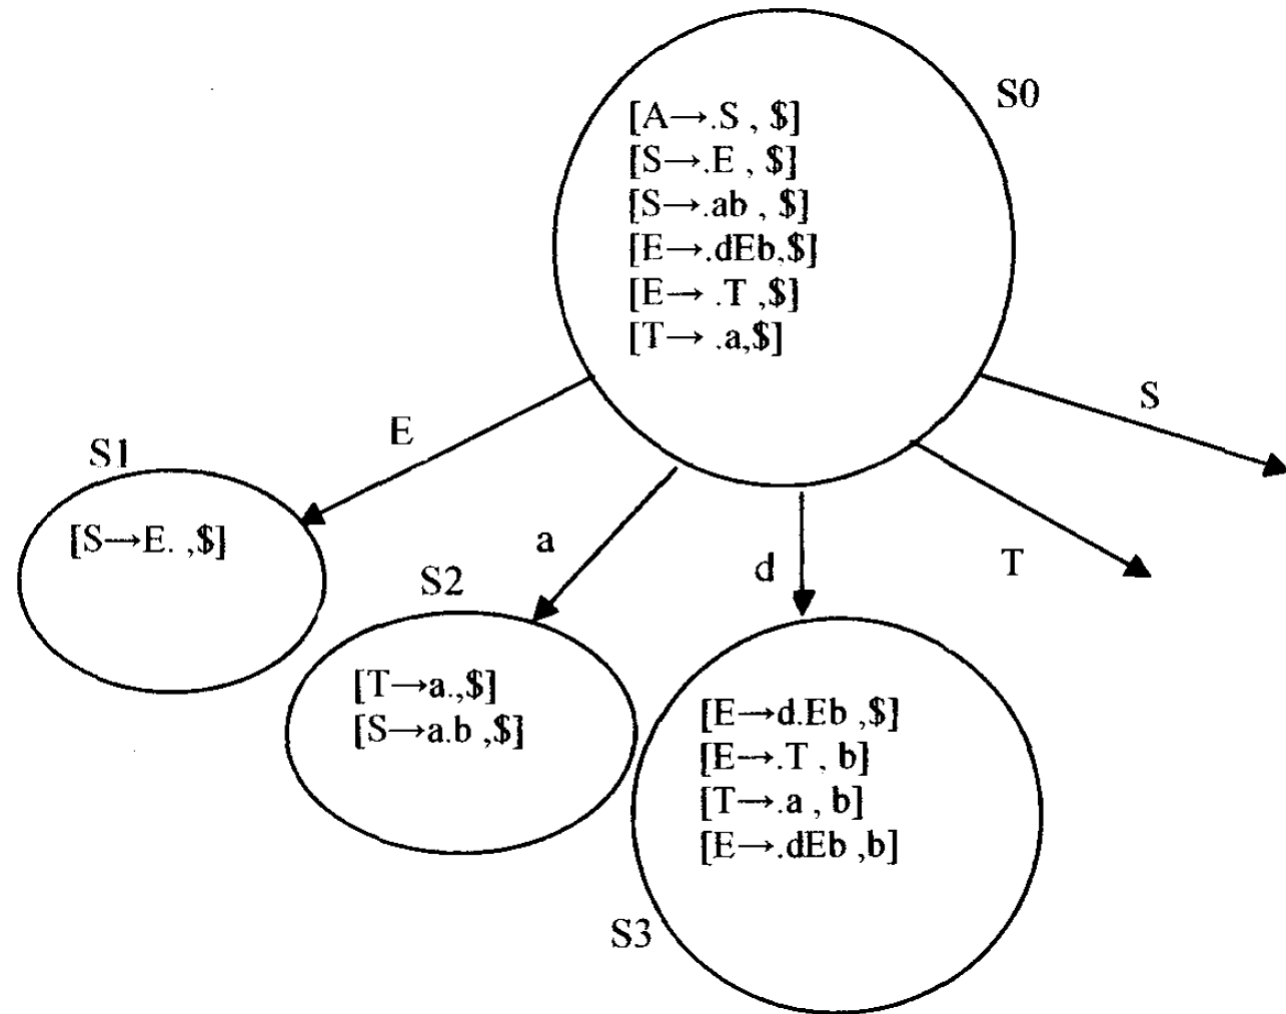 S0
[A→.S , $]
[S→.E , $]
[S→.ab , $]
[E→.dEb,$]
[E→ .T ,$]
[T→ .a,$]
S
E
S1
[S→E. ,$]
a
d
T
S2
[T→a.,$]
[S→a.b ,$]
[E→d.Eb ,$]
[E→.T , b]
[T→.a , b]
[E→.dEb ,b]
S3